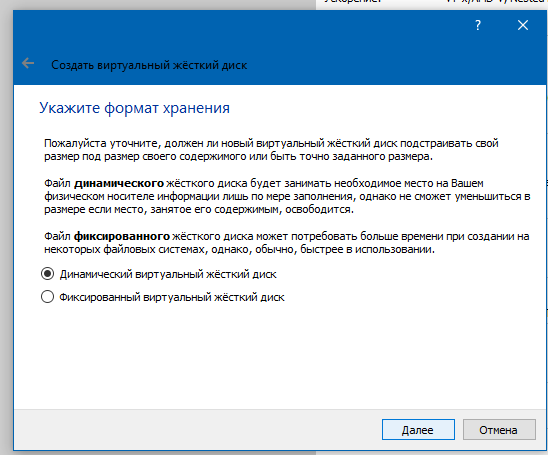 Ускорение:
?
Создать виртуальный жёсткий диск
Укажите формат хранения
Пожалуйста уточните, должен ли новый виртуальный жёсткий диск подстраивать свой
размер под размер своего содержимого или быть точно заданного размера.
Файл динамического жёсткого диска будет занимать необходимое место на Вашем
физическом носителе информации лишь по мере заполнения, однако не сможет уменьшиться в
размере если место, занятое его содержимым, освободится.
Файл фиксированного жёсткого диска может потребовать больше времени при создании на
некоторых файловых системах, однако, обычно, быстрее в использовании.
Динамический виртуальный жёсткий диск
Фиксированный виртуальный жёсткий диск
Далее
Отмена